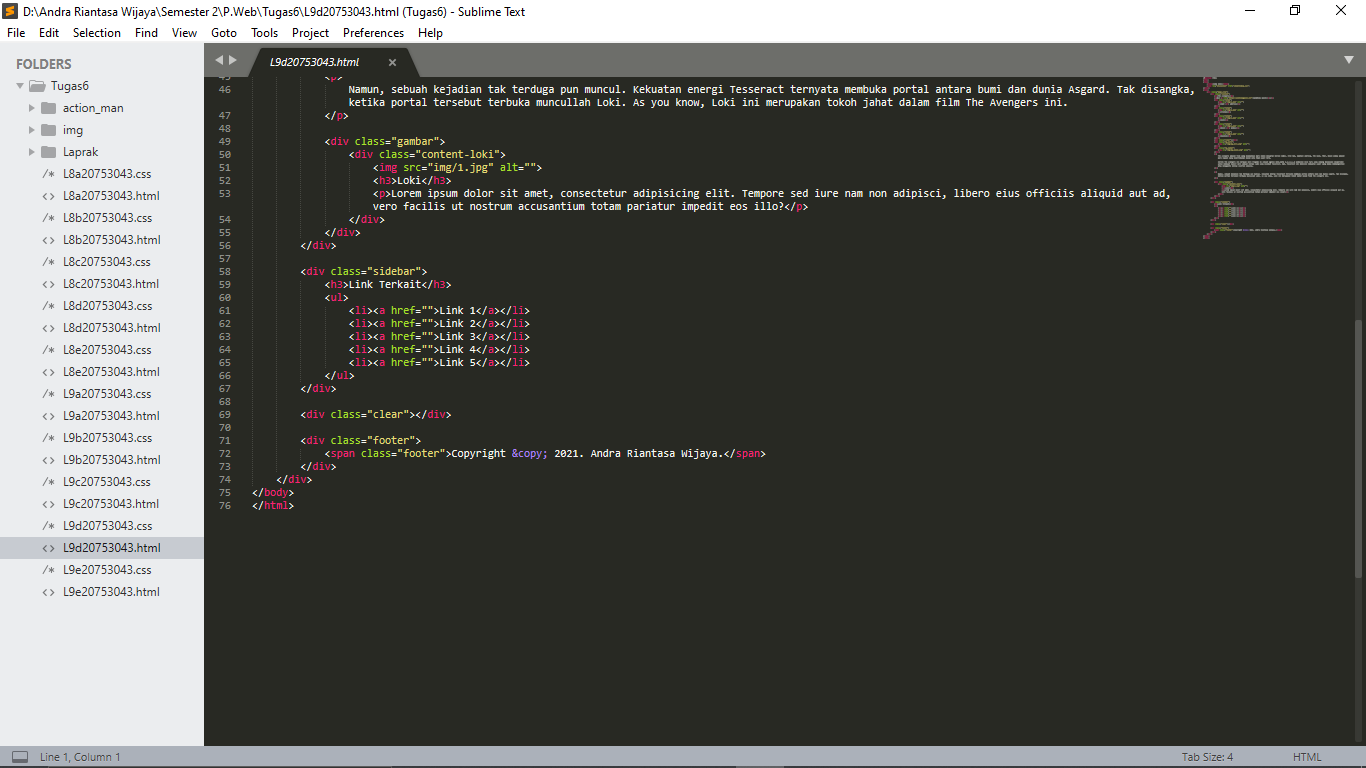 D:\Andra Riantasa Wijaya\Semester 2\P.Web\Tugas6\L9d20753043.html (Tugas6) - Sublime Text
File Edit Selection Find View Goto Tools Project Preferences Help
FOLDERS
Tugas6
action_man
img
Laprak
/* L8a20753043.css
<> L8a20753043.html
/* L8b20753043.css
<> L8b20753043.html
/* L8c20753043.css
<> L8c20753043.html
/* L8d20753043.css
<> L8d20753043.html
/* L8e20753043.css
<> L8e20753043.html
/* L9a20753043.css
<> L9a20753043.html
/* L9b20753043.css
<> L9b20753043.html
/* L9c20753043.css
<> L9c20753043.html
/* L9d20753043.css
<> L9d20753043.html
/* L9e20753043.css
<> L9e20753043.html
L9d20753043.html
45 <p>
46 Namun, sebuah kejadian tak terduga pun muncul. Kekuatan energi Tesseract ternyata membuka portal antara bumi dan dunia Asgard. Tak disangka,
ketika portal tersebut terbuka muncullah Loki. As you know, Loki ini merupakan tokoh jahat dalam film The Avengers ini.
47 </p>
48
49 <div class="gambar">
50 <div class="content-loki">
51 <img src="img/1.jpg" alt="">
52 <h3>Loki</h3>
53 <p>Lorem ipsum dolor sit amet, consectetur adipisicing elit. Tempore sed iure nam non adipisci, libero eius officiis aliquid aut ad,
vero facilis ut nostrum accusantium totam pariatur impedit eos illo?</p>
54 </div>
55 </div>
56 </div>
57
58 <div class="sidebar">
59 <h3>Link Terkait</h3>
60 <ul>
61 <li><a href="">Link 1</a></li>
62 <li><a href="">Link 2</a></li>
63 <li><a href="">Link 3</a></li>
64 <li><a href="">Link 4</a></li>
65 <li><a href="">Link 5</a></li>
66 </ul>
67 </div>
68
69 <div class="clear"></div>
70
71 <div class="footer">
72 <span class="footer">Copyright &copy; 2021. Andra Riantasa Wijaya.</span>
73 </div>
74 </div>
75 </body>
76 </html>
Line 1, Column 1
Tab Size: 4
HTML